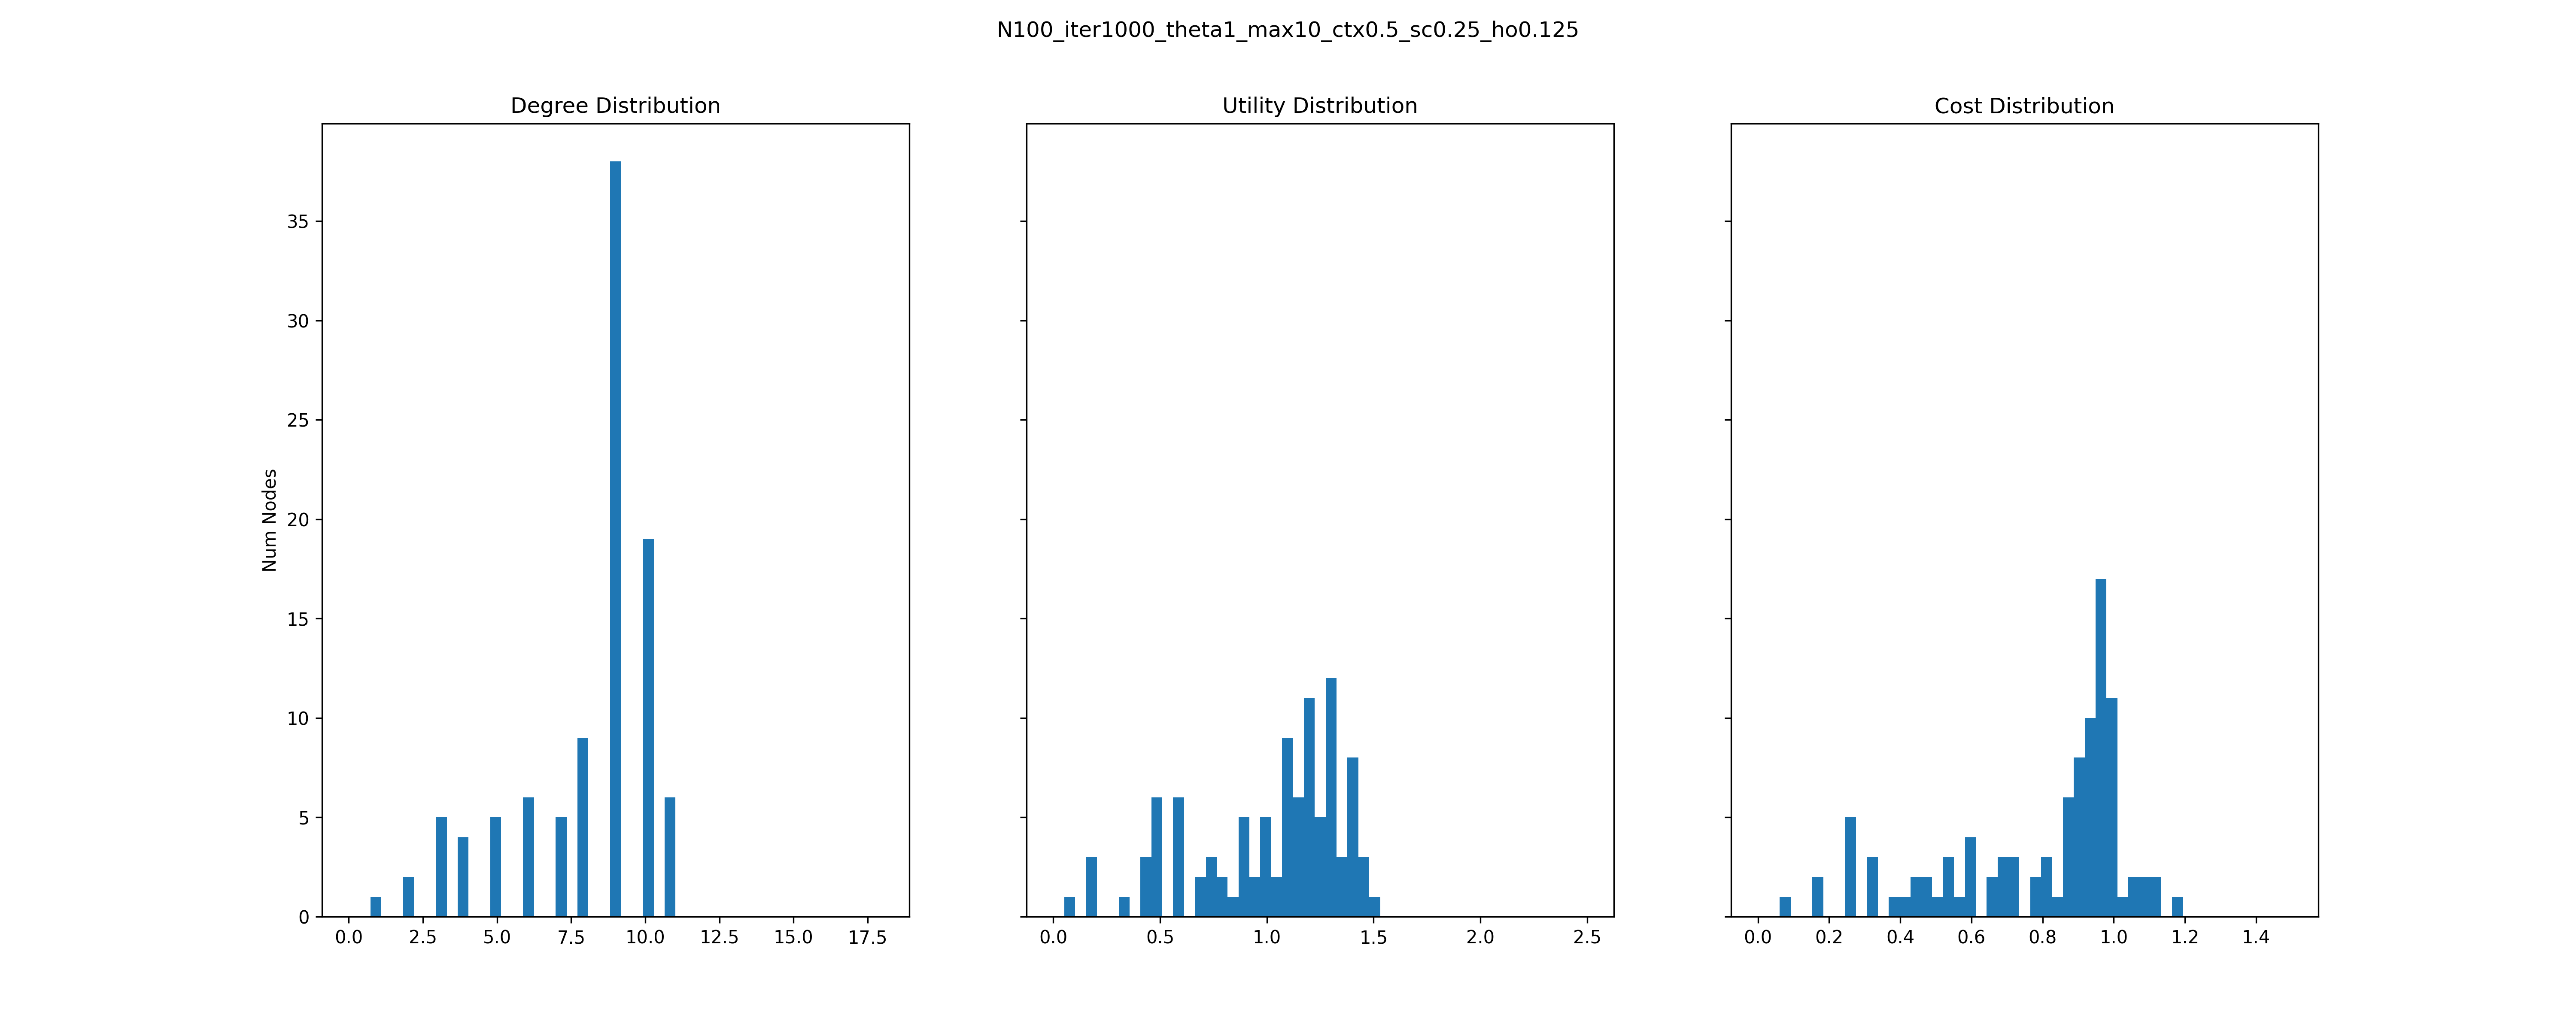 N100_iter1000_theta1_max10_ctx0.5_sc0.25_ho0.125
Degree Distribution
Utility Distribution
Cost Distribution
Num Nodes
35
30
25
20
15
10
5
0
0.0 2.5 5.0 7.5 10.0 12.5 15.0 17.5
0.0 0.5 1.0 1.5 2.0 2.5
0.0 0.2 0.4 0.6 0.8 1.0 1.2 1.4